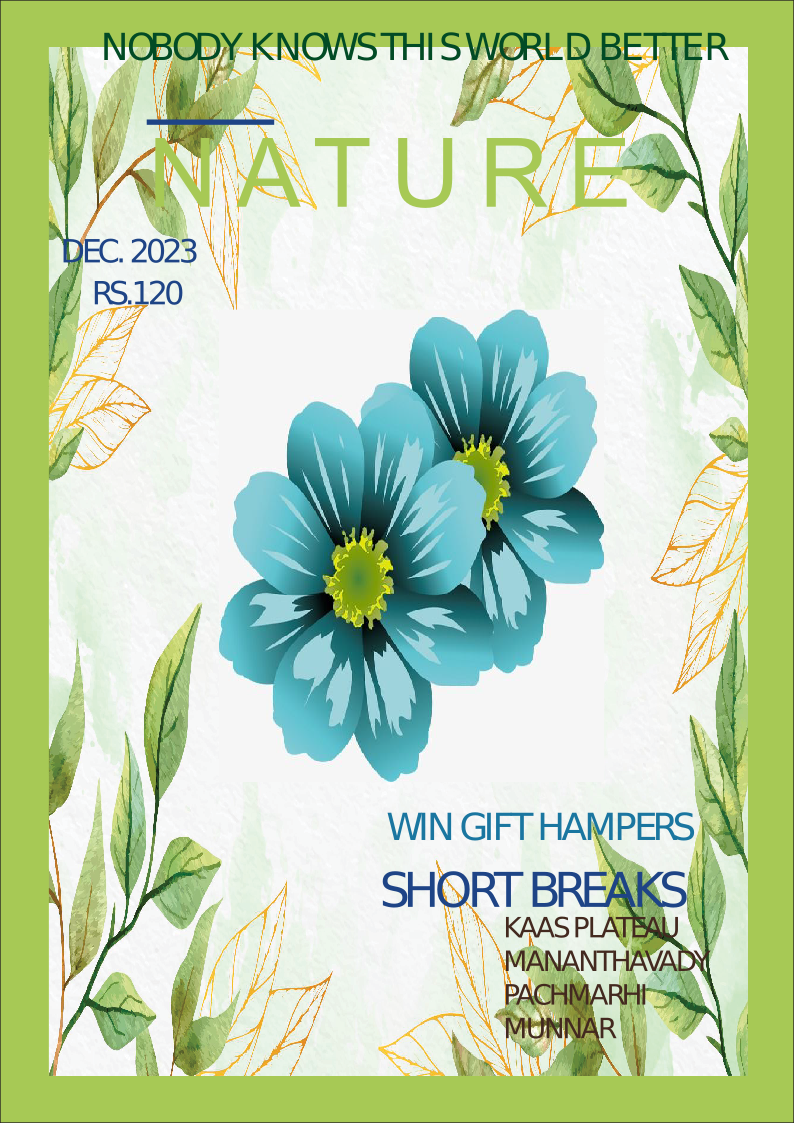 NOBODY KNOWS THIS WORLD BETTER
NATURE
DEC. 2023
RS.120
WIN GIFT HAMPERS
SHORT BREAKS
KAAS PLATEAU
MANANTHAVADY
PACHMARHI
MUNNAR